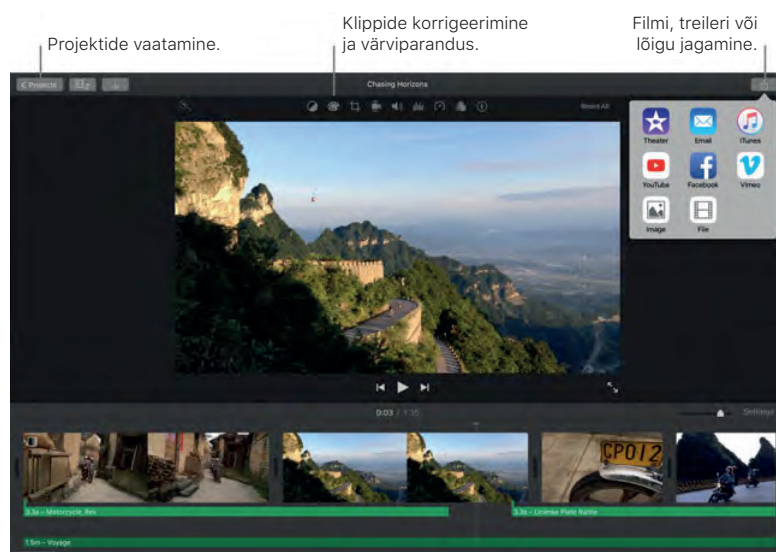 Projektide vaatamine.
Klippide korrigeerimine
ja värviparandus.
Filmi, treileri või
lõigu jagamine.
Projects
Chasing Horizons
Reset All
Theater
Email
iTunes
YouTube
Facebook
Vimeo
Image
File
0:03 / 1:35
Settings
CP012
3.3s – Motorcycle Rev
5.3s – License Plate Rattle
1.5m – Voyage